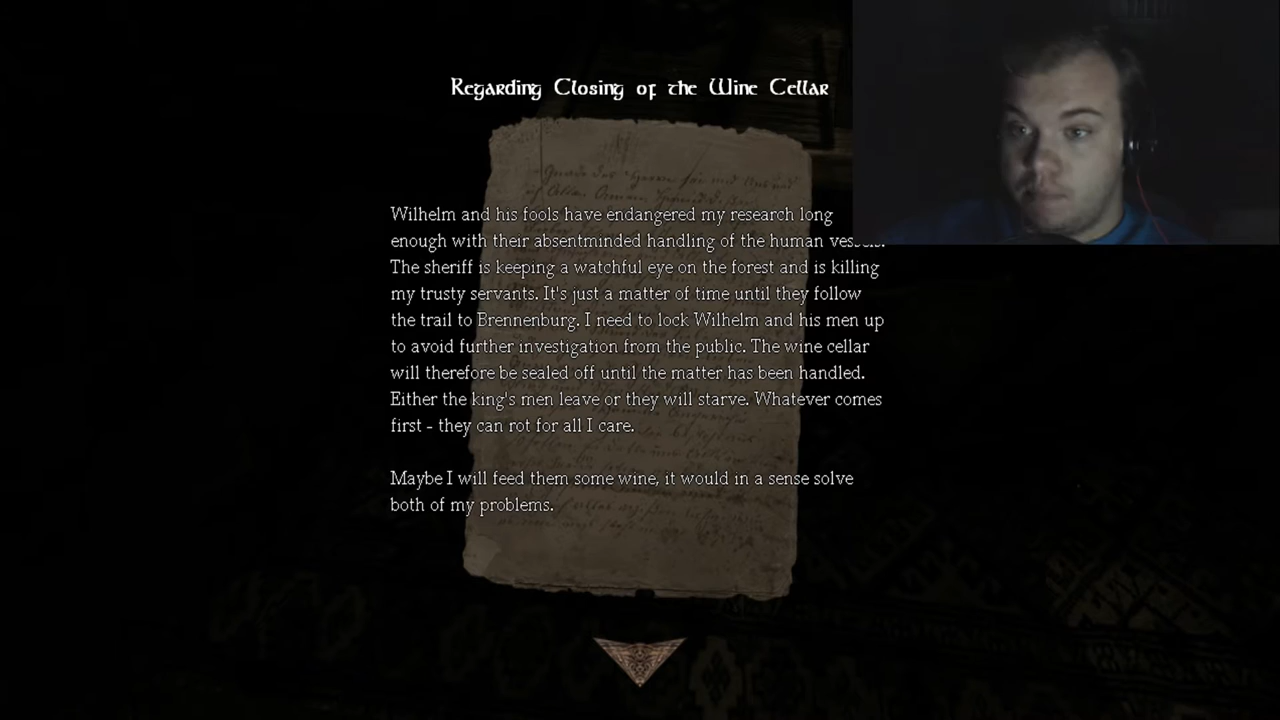 Regarding Closing of the Wine Cellar
Wilhelm and his fools have endangered my research long
enough with their absentminded handling of the human vessels.
The sheriff is keeping a watchful eye on the forest and is killing
my trusty servants. It's just a matter of time until they follow
the trail to Brennenburg. I need to lock Wilhelm and his men up
to avoid further investigation from the public. The wine cellar
will therefore be sealed off until the matter has been handled.
Either the king's men leave or they will starve. Whatever comes
first - they can rot for all I care.
Maybe I will feed them some wine, it would in a sense solve
both of my problems.